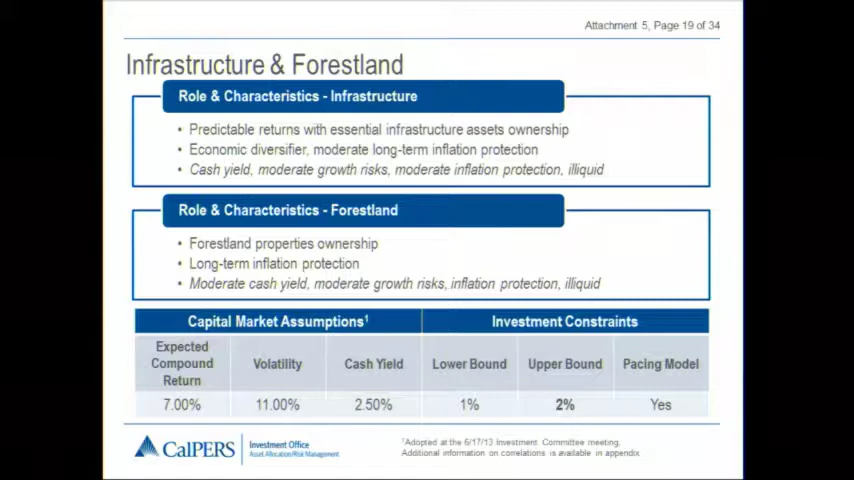 Attachment 5, Page 19 of 34
Infrastructure & Forestland
Role & Characteristics - Infrastructure
• Predictable returns with essential infrastructure assets ownership
• Economic diversifier, moderate long-term inflation protection
• Cash yield, moderate growth risks, moderate inflation protection, illiquid
Role & Characteristics - Forestland
• Forestland properties ownership
• Long-term inflation protection
• Moderate cash yield, moderate growth risks, inflation protection, illiquid
Capital Market Assumptions¹ Investment Constraints
Expected Compound Return Volatility Cash Yield Lower Bound Upper Bound Pacing Model
7.00% 11.00% 2.50% 1% 2% Yes
CalPERS
Investment Office
Asset Allocation/Risk Management
¹Adopted at the 6/17/13 Investment Committee meeting.
Additional information on correlations is available in appendix